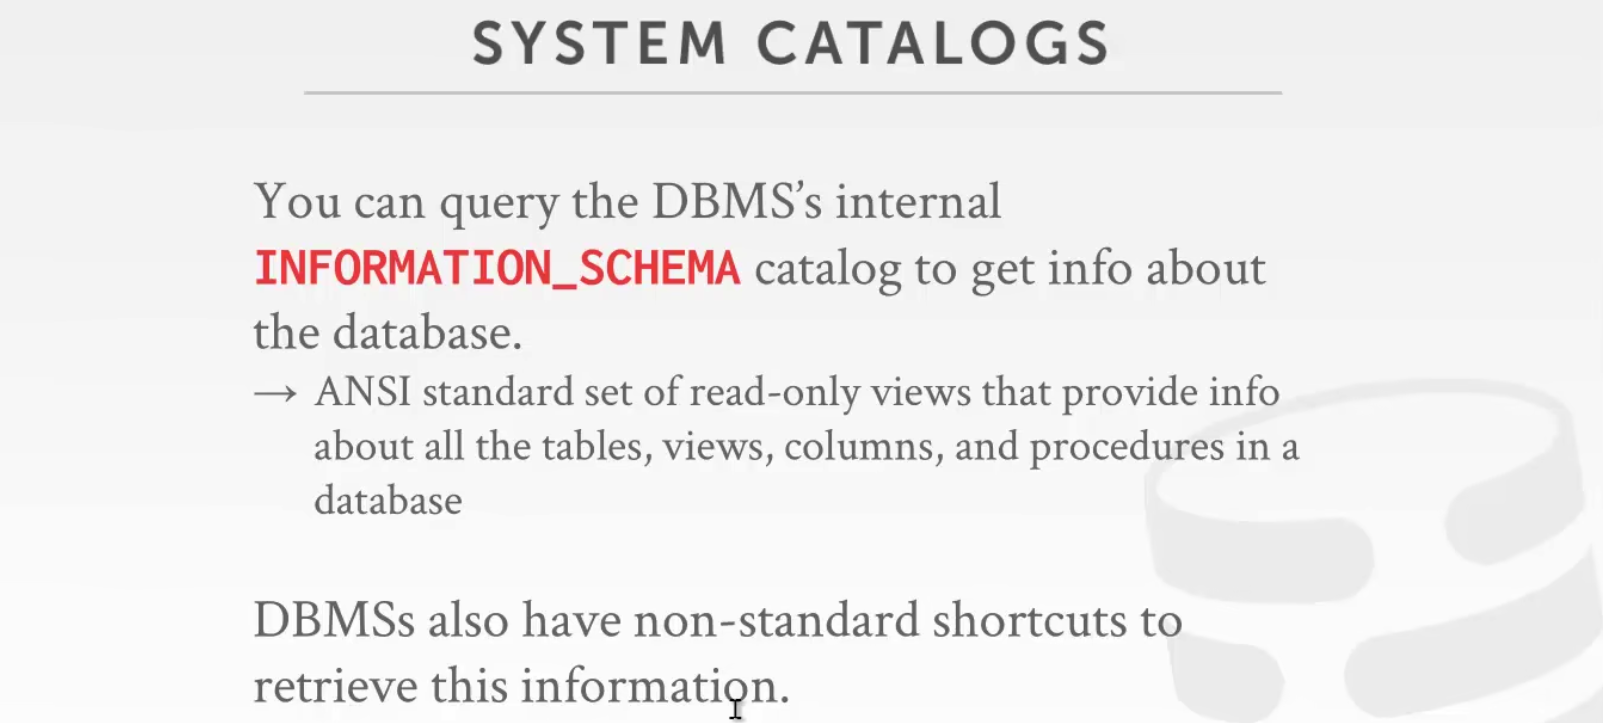 SYSTEM CATALOGS
You can query the DBMS’s internal
INFORMATION_SCHEMA catalog to get info about
the database.
→ ANSI standard set of read-only views that provide info
about all the tables, views, columns, and procedures in a
database
DBMSs also have non-standard shortcuts to
retrieve this information.